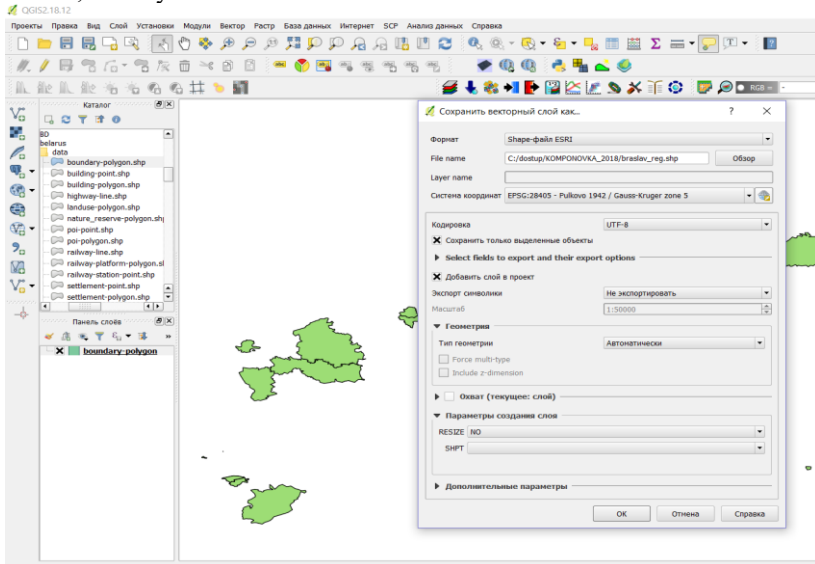 QGIS2.18.12
Проекты Правка Вид Слой Установки Модули Вектор Растр База данных Интернет SCP Анализ данных Справка
RGB =
Каталог
BD
belarus
data
boundary-polygon.shp
building-point.shp
building-polygon.shp
highway-line.shp
landuse-polygon.shp
nature_reserve-polygon.sh
poi-point.shp
poi-polygon.shp
railway-line.shp
railway-platform-polygon.sl
railway-station-point.shp
settlement-point.shp
settlement-polygon.shp
Панель слоёв
boundary-polygon
Сохранить векторный слой как...
?
Формат Shape-файл ESRI
File name C:/dostup/KOMPONOVKA_2018/braslav_reg.shp Обзор
Layer name
Система координат EPSG:28405 - Pulkovo 1942 / Gauss-Kruger zone 5
Кодировка UTF-8
Сохранить только выделенные объекты
Select fields to export and their export options
Добавить слой в проект
Экспорт символики Не экспортировать
Масштаб 1:50000
Геометрия
Тип геометрии Автоматически
Force multi-type
Include z-dimension
Охват (текущее: слой)
Параметры создания слоя
RESIZE NO
SHPT
Дополнительные параметры
ОК Отмена Справка